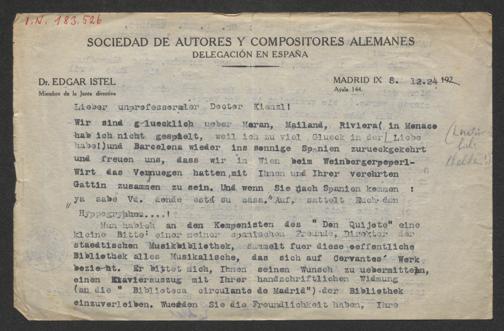 I.N. 183.526
SOCIEDAD DE AUTORES Y COMPOSITORES ALEMANES
DELEGACIÓN EN ESPAÑA
Dr. EDGAR ISTEL
Miembro de la Junta directiva
MADRID IX 8. 12.24 192
Ayala 144.
Lieber unprofessoraler Doctor Kienzl!
Wir sind gluecklich ueber Meran, Mailand, Riviera( in Monaco
hab ich nicht gespielt, weil ich zu viel Glueck in der Liebe
habe!)und Barcelona wieder ins sonnige Spanien zurueckgekehrt
und freuen uns, dass wir in Wien beim Weinbergerpeperl-
Wirt das Vergnuegen hatten,mit Ihnen und Ihrer verehrten
Gattin zusammen zu sein. Und wenn Sie nach Spanien kommen :
ya sabe Vd. donde está su casa."Auf, sattelt Euch den
Hyppogryphen....!
Nun hab ich an den Komponisten des " Don Quijote" eine
kleine Bitte: einer meiner spanischen Freunde, Direktor der
staedtischen Musikbibliothek, sammelt fuer diese oeffentliche
Bibliothek alles Musikalische, das sich auf Cervantes' Werk
bezieht. Er bittet mich, Ihnen seinen Wunsch zu uebermitteln,
einen Klavierauszug mit Ihrer handschriftlichen Widmung
(an die " Biblioteca circulante de Madrid") der Bibliothek
einzuverleiben. Wuerden Sie die Freundlichkeit haben, Ihre